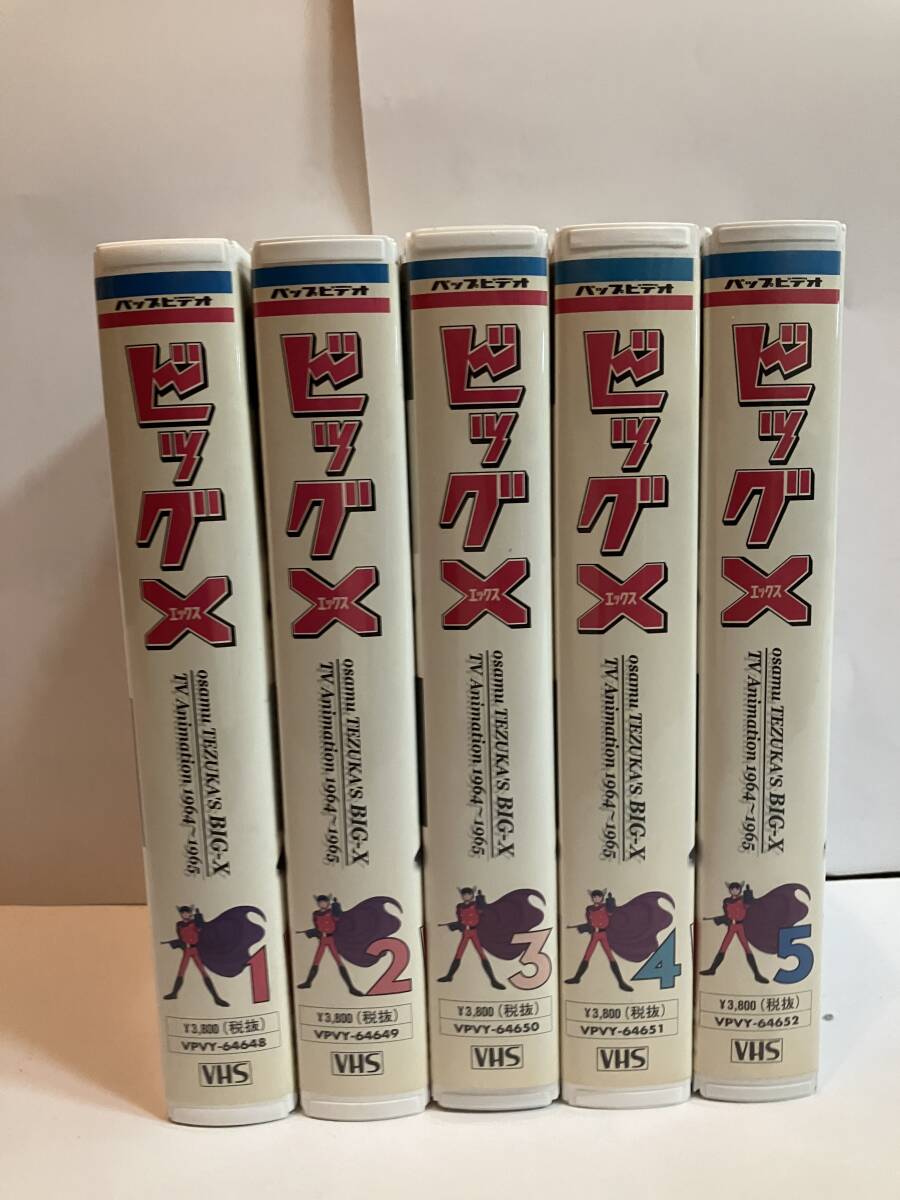 パップビデオ
ビッグ
X
エックス
osamu TEZUKA'S BIG-X
TV Animation 1964~1965
1
¥3,800(税抜)
VPVY-64648
VHS
パップビデオ
ビッグ
X
エックス
osamu TEZUKA'S BIG-X
TV Animation 1964~1965
2
¥3,800(税抜)
VPVY-64649
VHS
パップビデオ
ビッグ
X
エックス
osamu TEZUKA'S BIG-X
TV Animation 1964~1965
3
¥3,800(税抜)
VPVY-64650
VHS
パップビデオ
ビッグ
X
エックス
osamu TEZUKA'S BIG-X
TV Animation 1964~1965
4
¥3,800(税抜)
VPVY-64651
VHS
パップビデオ
ビッグ
X
エックス
osamu TEZUKA'S BIG-X
TV Animation 1964~1965
5
¥3,800(税抜)
VPVY-64652
VHS